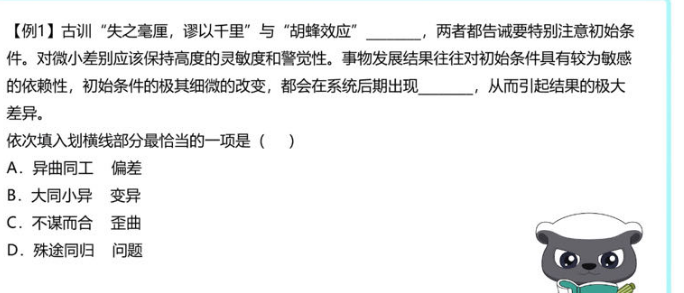 【例1】古训“失之毫厘，谬以千里”与“胡蜂效应”_______，两者都告诫要特别注意初始条
件。对微小差别应该保持高度的灵敏度和警觉性。事物发展结果往往对初始条件具有较为敏感
的依赖性，初始条件的极其细微的改变，都会在系统后期出现_______，从而引起结果的极大
差异。
依次填入划横线部分最恰当的一项是（ ）
A. 异曲同工 偏差
B. 大同小异 变异
C. 不谋而合 歪曲
D. 殊途同归 问题